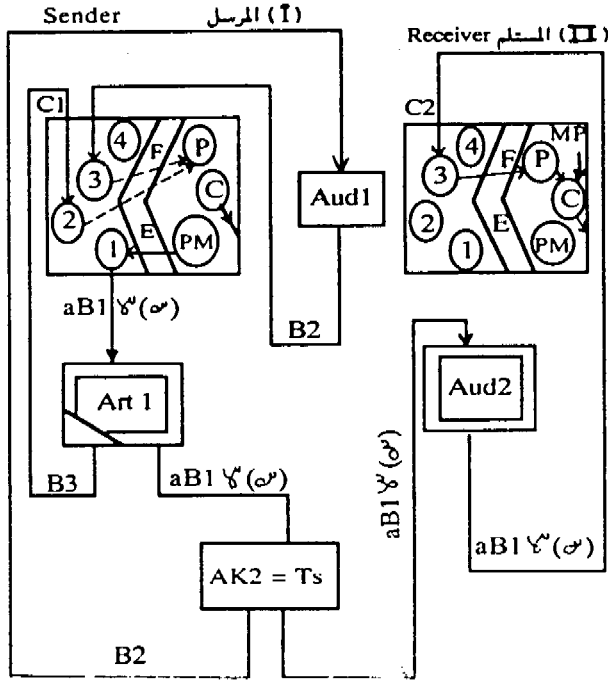 Sender المرسل (I)
Receiver المستلم (II)
C1
C2
4
F
P
3
C
2
E
1
PM
Aud1
4
F
P
MP
3
C
2
E
1
PM
aB1
B2
Art 1
Aud2
B3
aB1
aB1
aB1
AK2 = Ts
B2